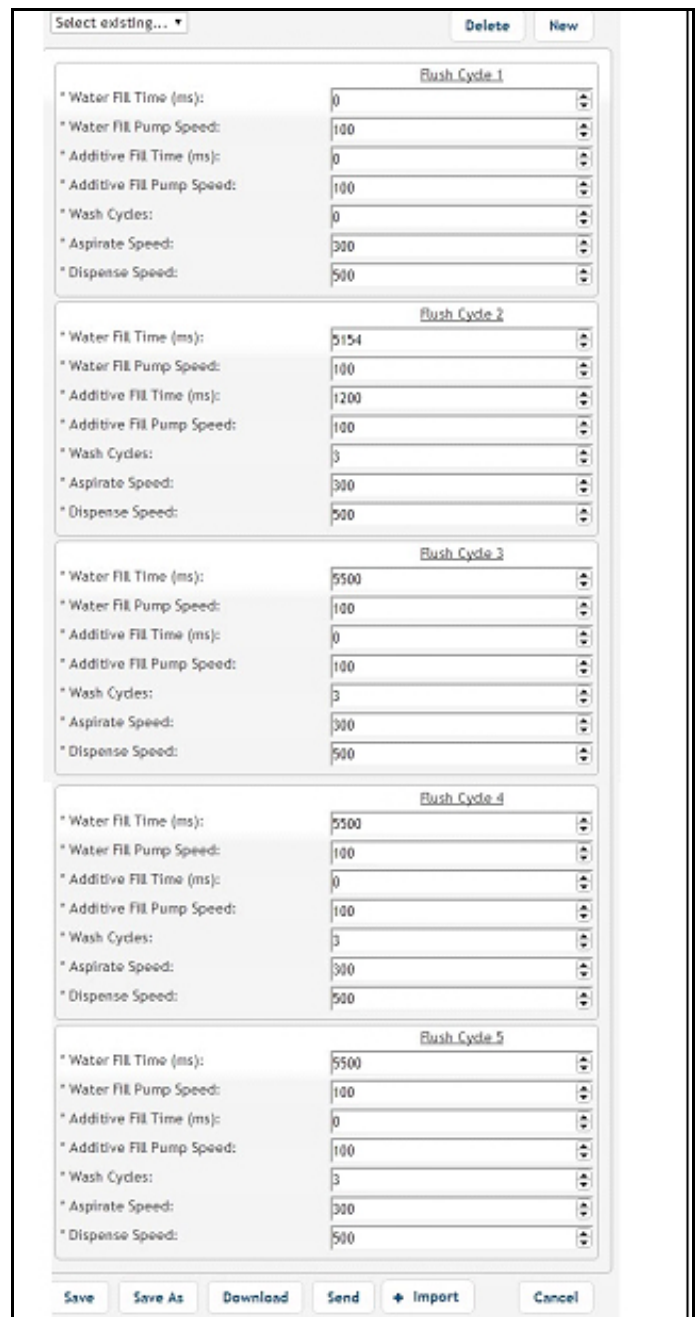 Select existing... ▾
Delete New
Flush Cycle 1
* Water Fill Time (ms): 0
* Water Fill Pump Speed: 100
* Additive Fill Time (ms): 0
* Additive Fill Pump Speed: 100
* Wash Cycles: 0
* Aspirate Speed: 300
* Dispense Speed: 500
Flush Cycle 2
* Water Fill Time (ms): 5154
* Water Fill Pump Speed: 100
* Additive Fill Time (ms): 1200
* Additive Fill Pump Speed: 100
* Wash Cycles: 3
* Aspirate Speed: 300
* Dispense Speed: 500
Flush Cycle 3
* Water Fill Time (ms): 5500
* Water Fill Pump Speed: 100
* Additive Fill Time (ms): 0
* Additive Fill Pump Speed: 100
* Wash Cycles: 3
* Aspirate Speed: 300
* Dispense Speed: 500
Flush Cycle 4
* Water Fill Time (ms): 5500
* Water Fill Pump Speed: 100
* Additive Fill Time (ms): 0
* Additive Fill Pump Speed: 100
* Wash Cycles: 3
* Aspirate Speed: 300
* Dispense Speed: 500
Flush Cycle 5
* Water Fill Time (ms): 5500
* Water Fill Pump Speed: 100
* Additive Fill Time (ms): 0
* Additive Fill Pump Speed: 100
* Wash Cycles: 3
* Aspirate Speed: 300
* Dispense Speed: 500
Save Save As Download Send + Import Cancel